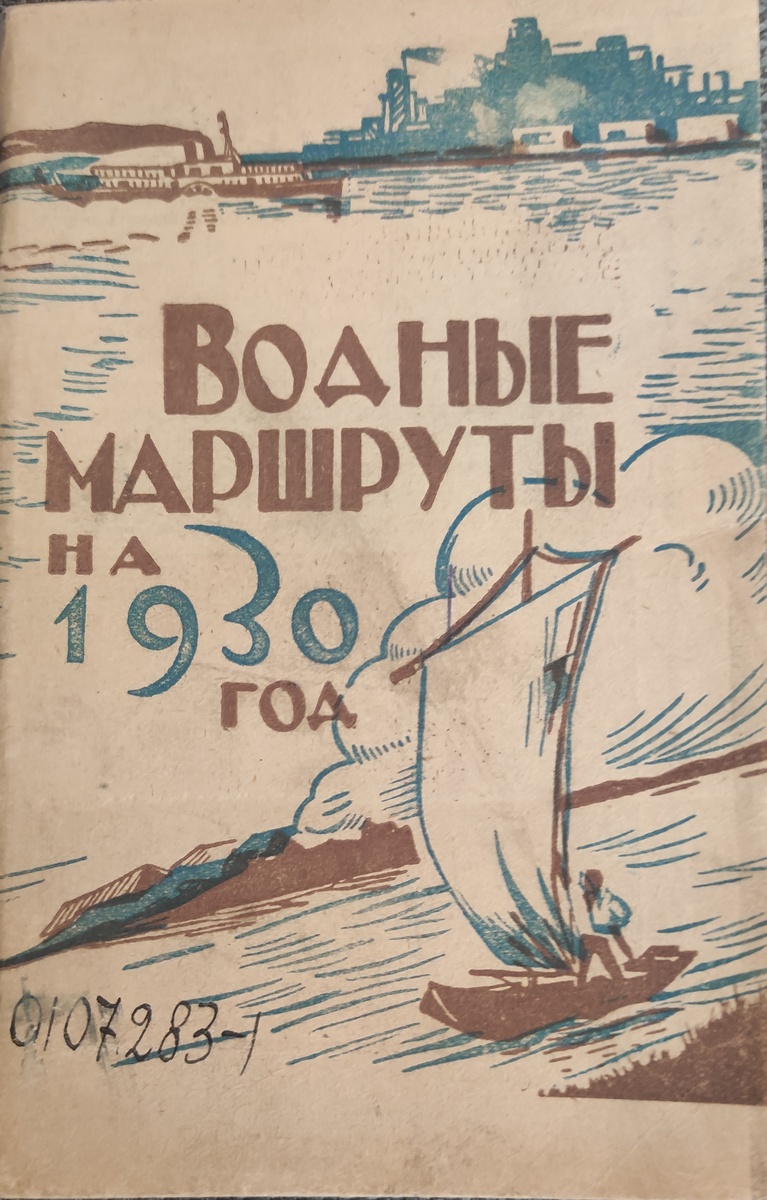 Водные
маршруты
на
1930
год
0107283-1